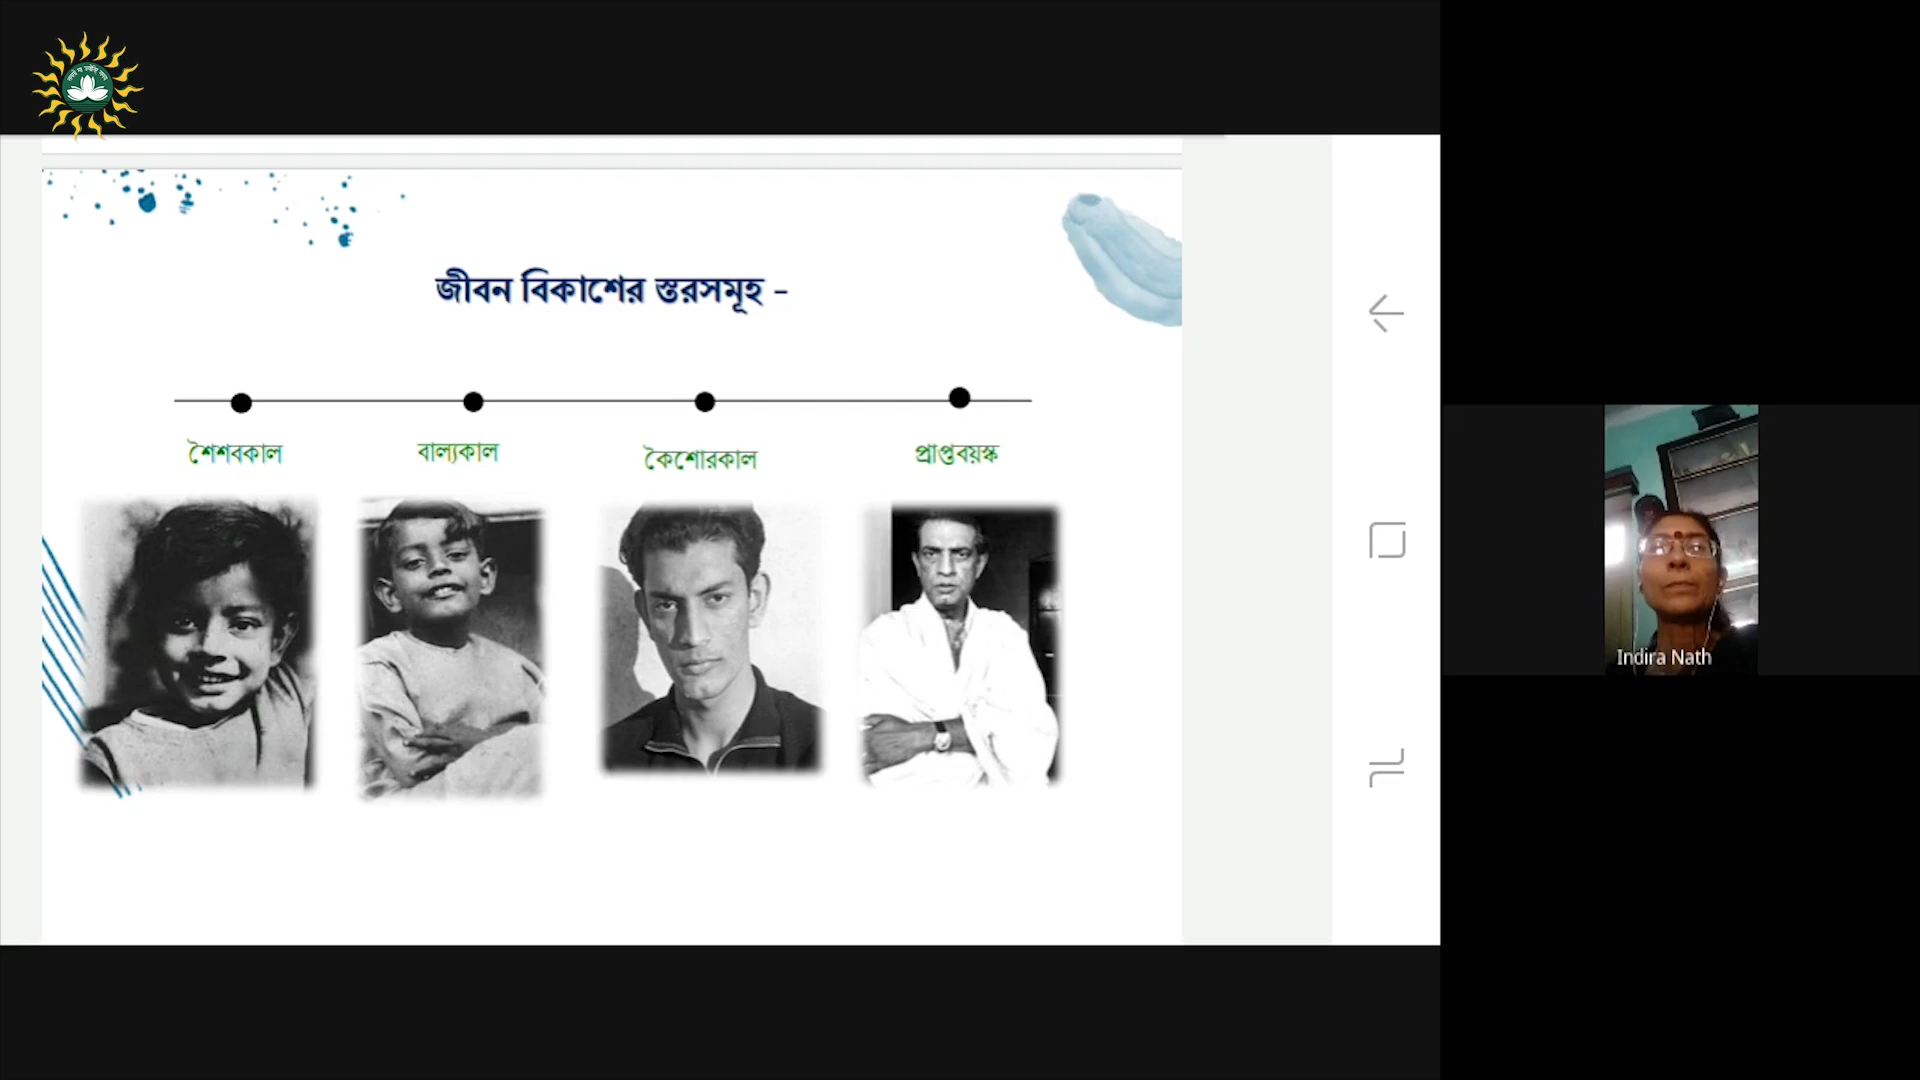 জীবন বিকাশের স্তরসমূহ –
শৈশবকাল
বাল্যকাল
কৈশোরকাল
প্রাপ্তবয়স্ক
Indira Nath